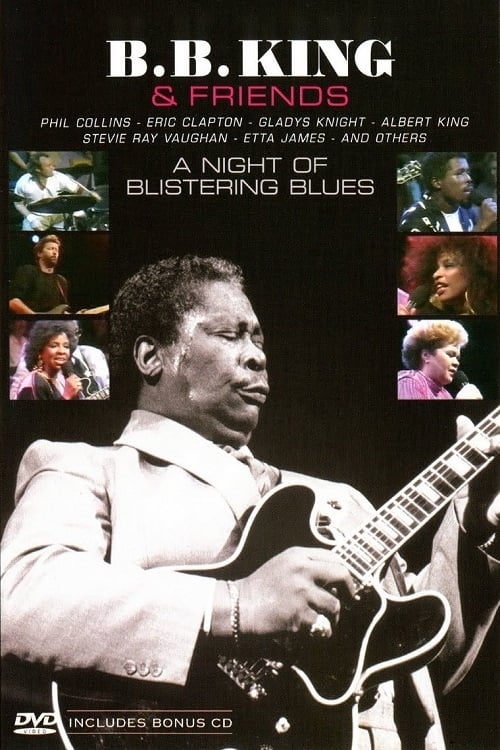 B.B. KING
& FRIENDS
PHIL COLLINS - ERIC CLAPTON - GLADYS KNIGHT - ALBERT KING
STEVIE RAY VAUGHAN - ETTA JAMES - AND OTHERS
A NIGHT OF
BLISTERING BLUES
DVD
VIDEO
INCLUDES BONUS CD